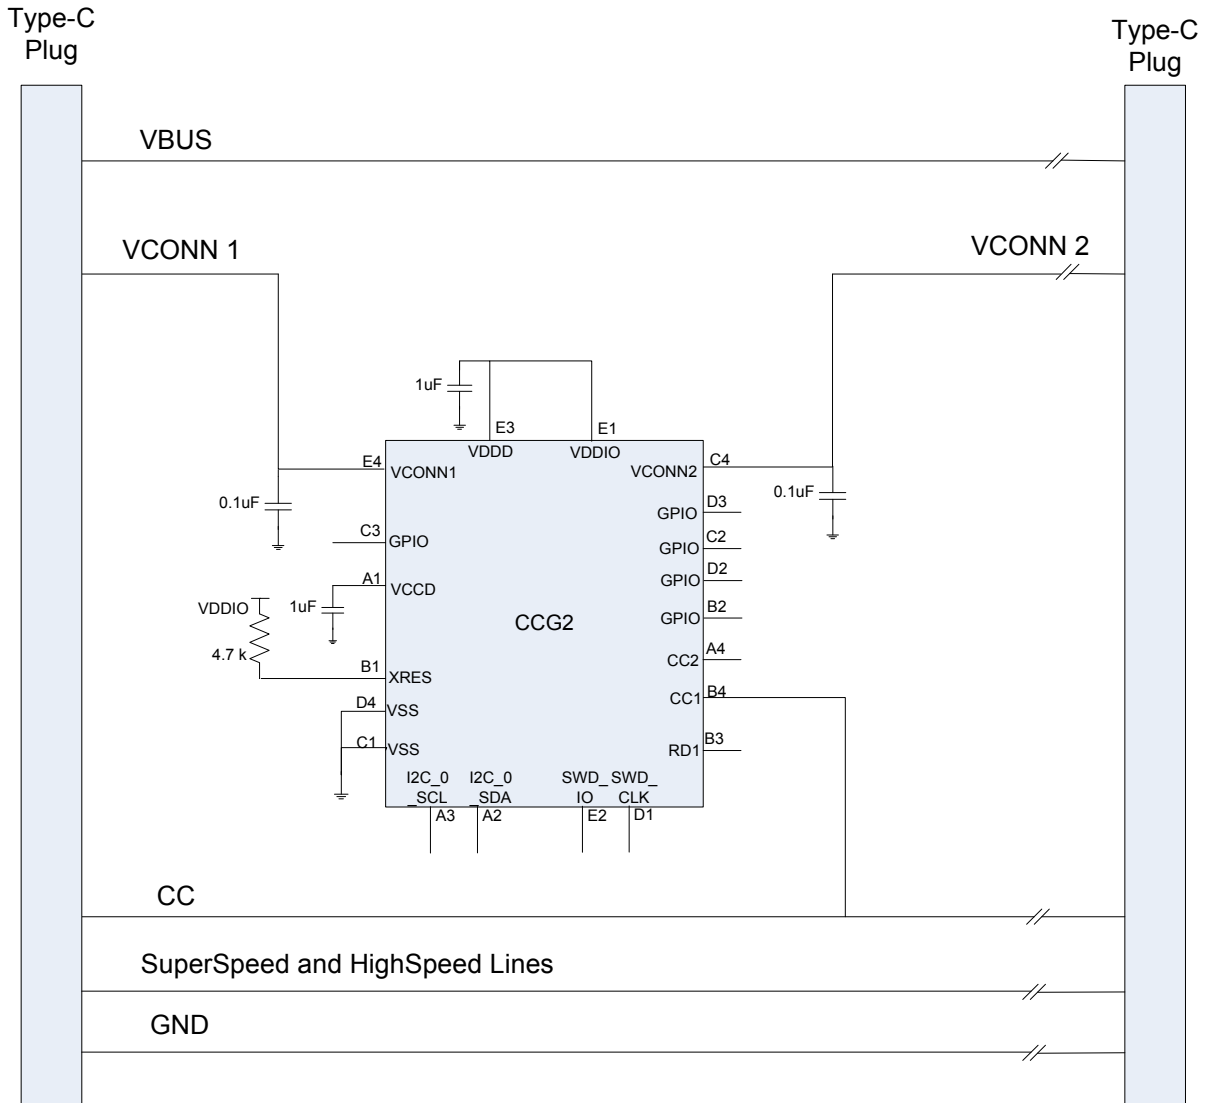 Type-C
Plug
Type-C
Plug
VBUS
VCONN 1
VCONN 2
1uF
E3
E1
VDDD
VDDIO
E4
VCONN1
VCONN2
C4
0.1uF
0.1uF
C3
GPIO
GPIO
D3
GPIO
C2
A1
VCCD
GPIO
D2
VDDIO
1uF
GPIO
B2
CCG2
4.7 k
CC2
A4
B1
XRES
CC1
B4
D4
VSS
C1
VSS
RD1
B3
I2C_0
_SCL
I2C_0
_SDA
SWD_
IO
SWD_
CLK
A3
A2
E2
D1
CC
SuperSpeed and HighSpeed Lines
GND